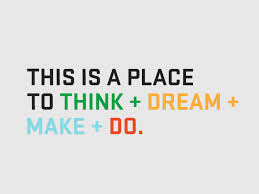 THIS IS A PLACE
TO THINK + DREAM +
MAKE + DO.